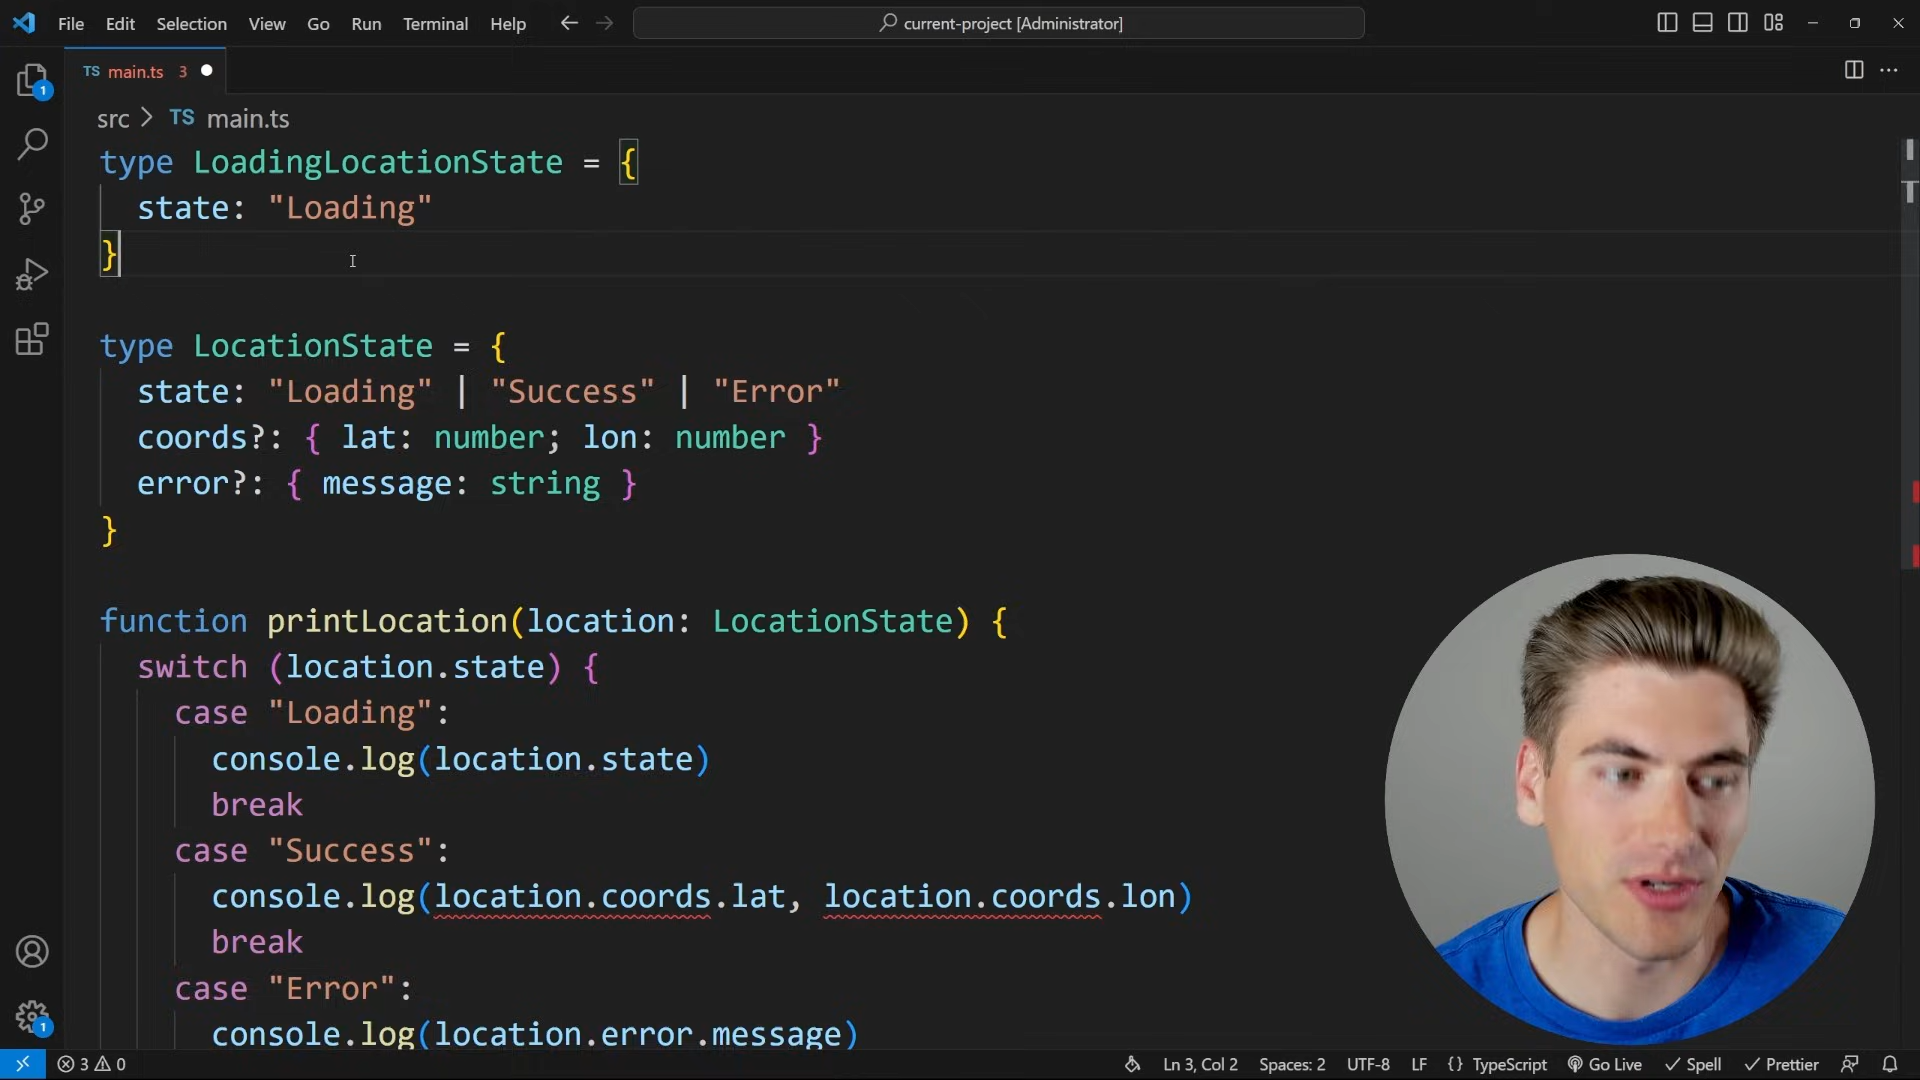 File Edit Selection View Go Run Terminal Help current-project [Administrator]
TS main.ts 3
src > TS main.ts
type LoadingLocationState = {
state: "Loading"
}
type LocationState = {
state: "Loading" | "Success" | "Error"
coords?: { lat: number; lon: number }
error?: { message: string }
}
function printLocation(location: LocationState) {
switch (location.state) {
case "Loading":
console.log(location.state)
break
case "Success":
console.log(location.coords.lat, location.coords.lon)
break
case "Error":
console.log(location.error.message)
1
1
3 0 Ln 3, Col 2 Spaces: 2 UTF-8 LF {} TypeScript Go Live Spell Prettier